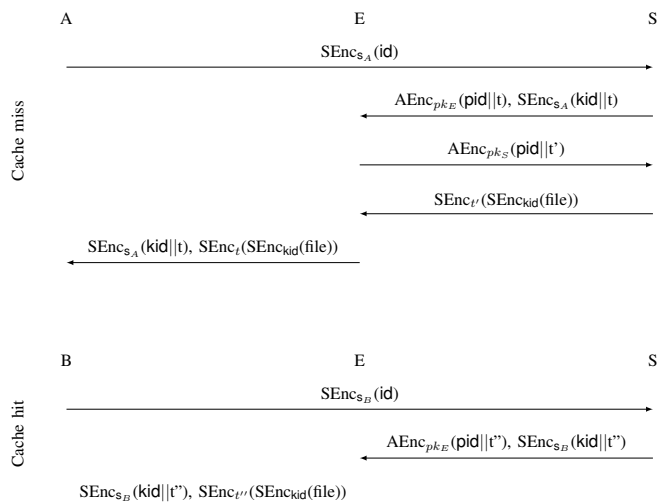 A E S
SEnc_{s_A}(id)
AEnc_{pk_E}(pid||t), SEnc_{s_A}(kid||t)
AEnc_{pk_S}(pid||t')
SEnc_{t'}(SEnc_{kid}(file))
SEnc_{s_A}(kid||t), SEnc_t(SEnc_{kid}(file))
Cache miss
B E S
SEnc_{s_B}(id)
AEnc_{pk_E}(pid||t''), SEnc_{s_B}(kid||t'')
SEnc_{s_B}(kid||t''), SEnc_{t''}(SEnc_{kid}(file))
Cache hit